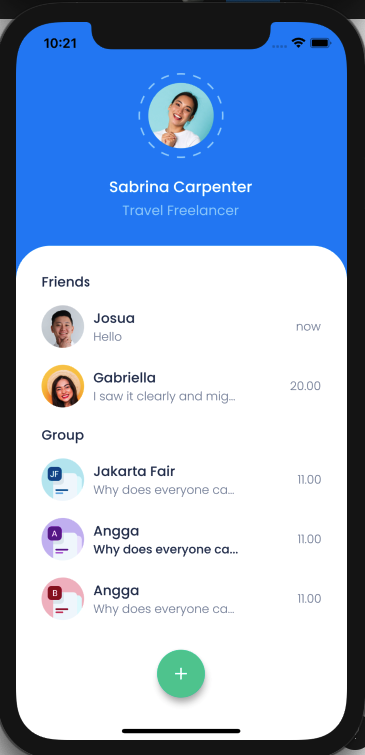 10:21
Sabrina Carpenter
Travel Freelancer
Friends
Josua
Hello
now
Gabriella
I saw it clearly and mig...
20.00
Group
JF
Jakarta Fair
Why does everyone ca...
11.00
A
Angga
Why does everyone ca...
11.00
B
Angga
Why does everyone ca...
11.00
+